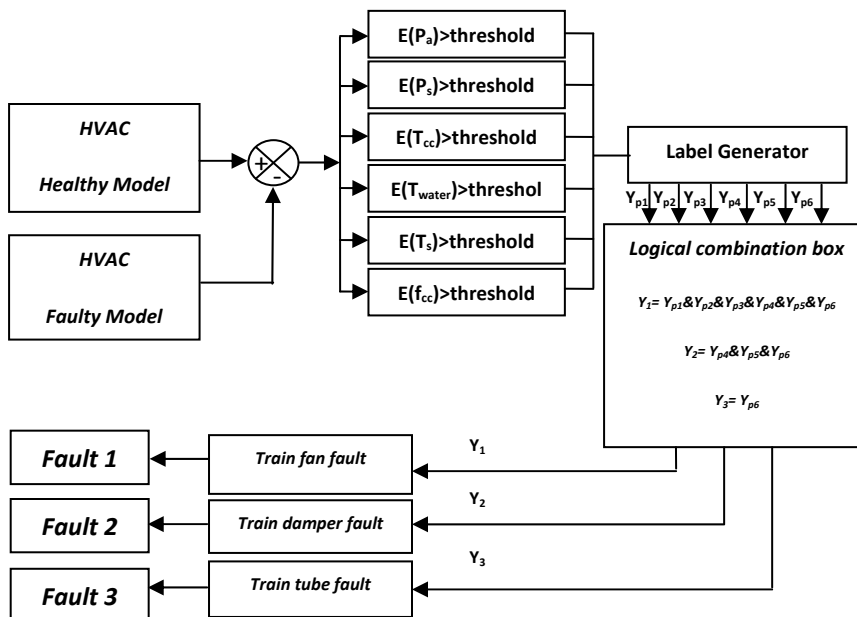 E(Pa)>threshold
E(Ps)>threshold
E(Tcc)>threshold
E(Twater)>threshol
E(Ts)>threshold
E(fcc)>threshold
HVAC
Healthy Model
+
-
HVAC
Faulty Model
Label Generator
Yp1 Yp2 Yp3 Yp4 Yp5 Yp6
Logical combination box
Y1= Yp1&Yp2&Yp3&Yp4&Yp5&Yp6
Y2= Yp4&Yp5&Yp6
Y3= Yp6
Fault 1
Train fan fault
Y1
Fault 2
Train damper fault
Y2
Fault 3
Train tube fault
Y3